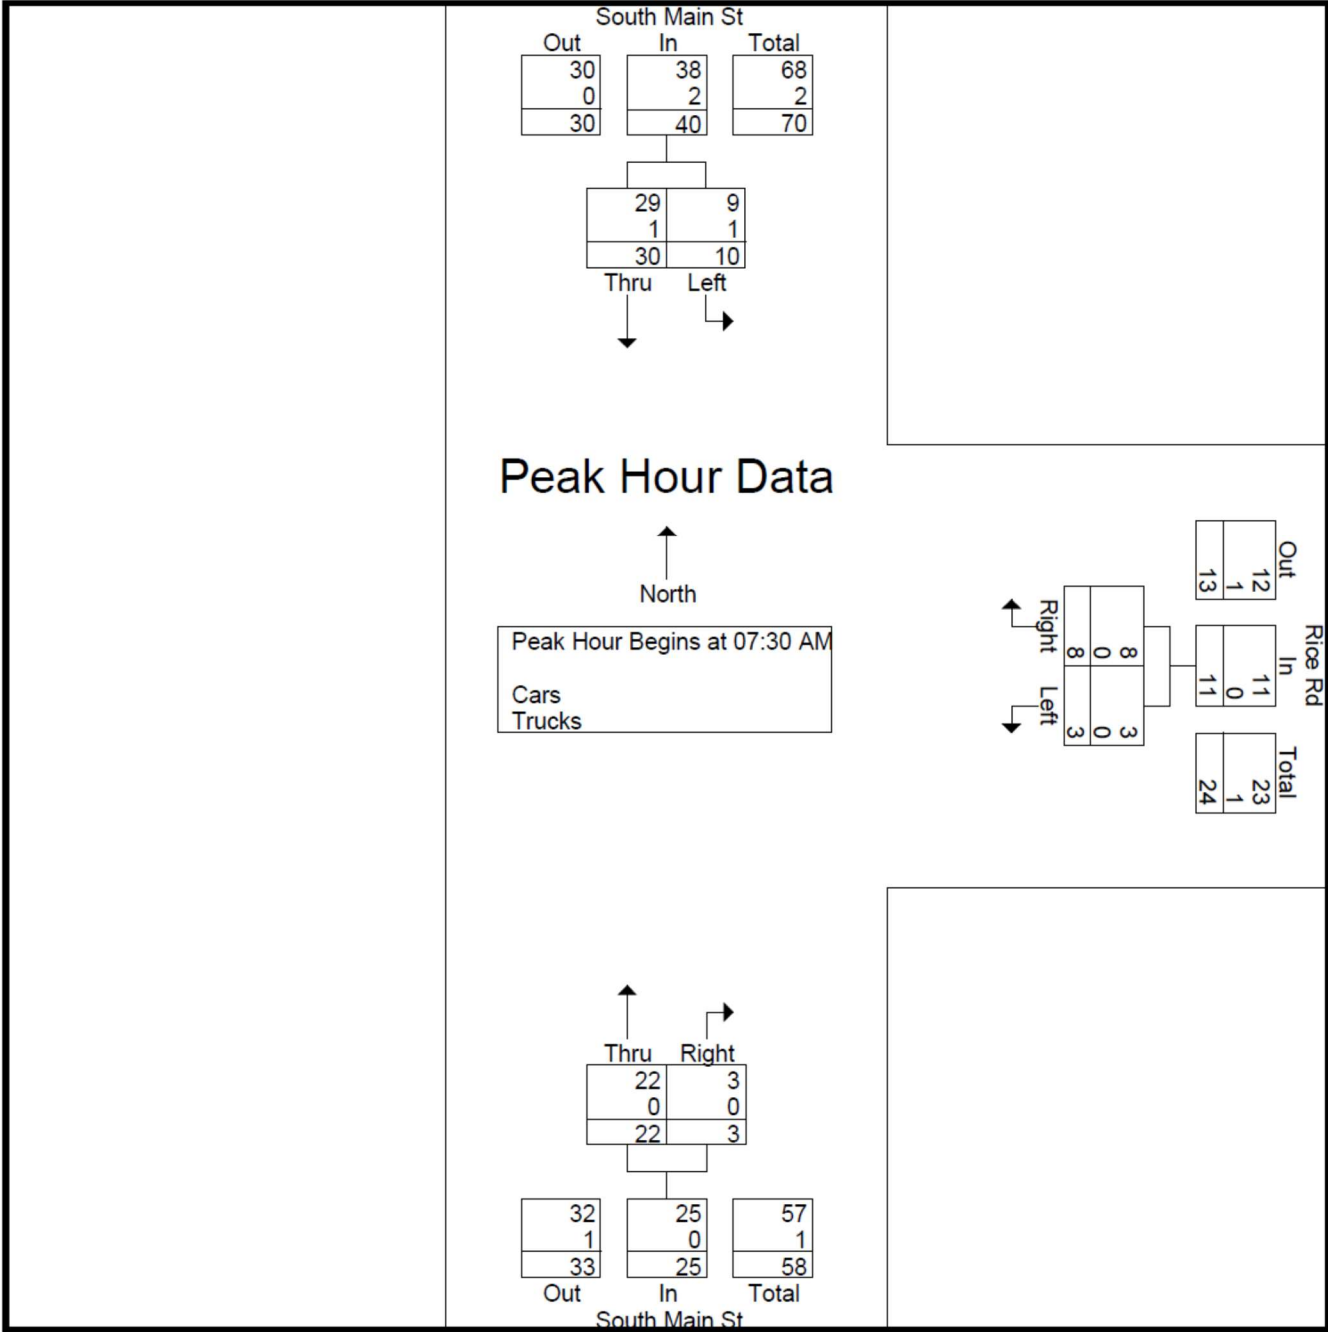 South Main St
Out In Total
30 38 68
0 2 2
30 40 70
29 9
1 1
30 10
Thru Left
Peak Hour Data
North
Peak Hour Begins at 07:30 AM
Cars
Trucks
Rice Rd
Out In Total
12 11 23
1 0 1
13 11 24
8 3
0 0
8 3
Right Left
Thru Right
22 3
0 0
22 3
32 25 57
1 0 1
33 25 58
Out In Total
South Main St